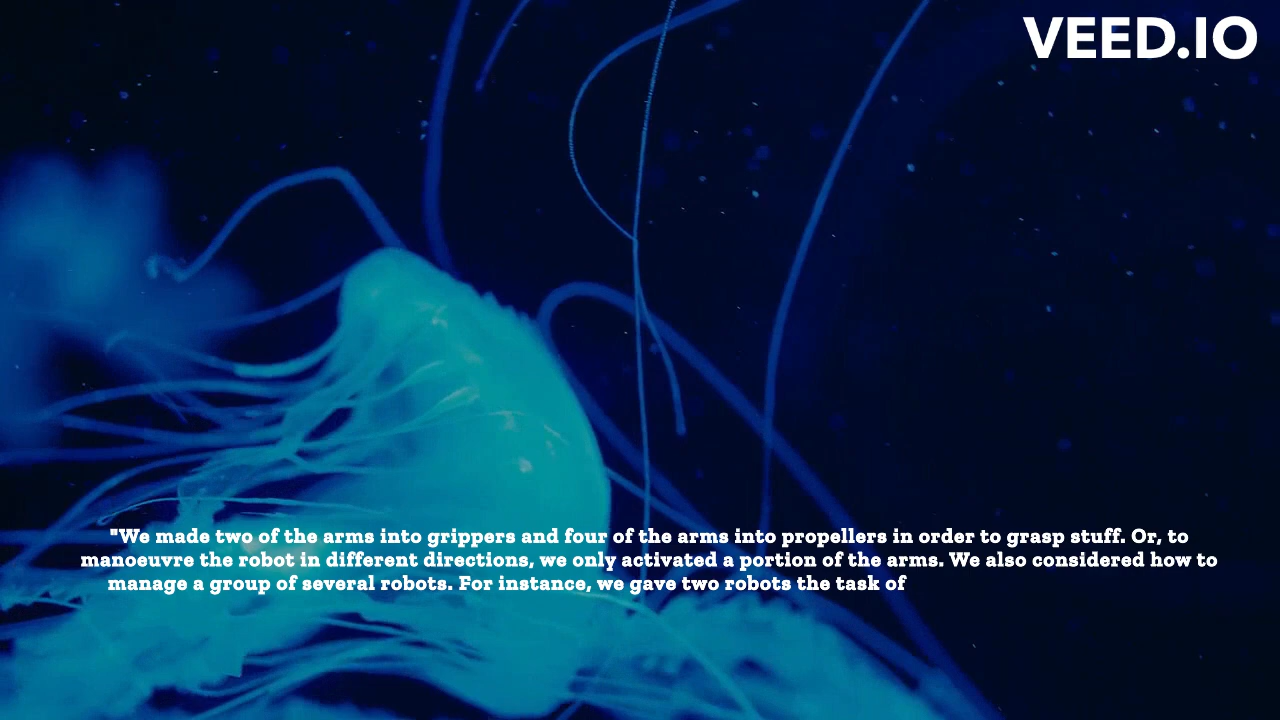 VEED.IO
"We made two of the arms into grippers and four of the arms into propellers in order to grasp stuff. Or, to
manoeuvre the robot in different directions, we only activated a portion of the arms. We also considered how to
manage a group of several robots. For instance, we gave two robots the task of